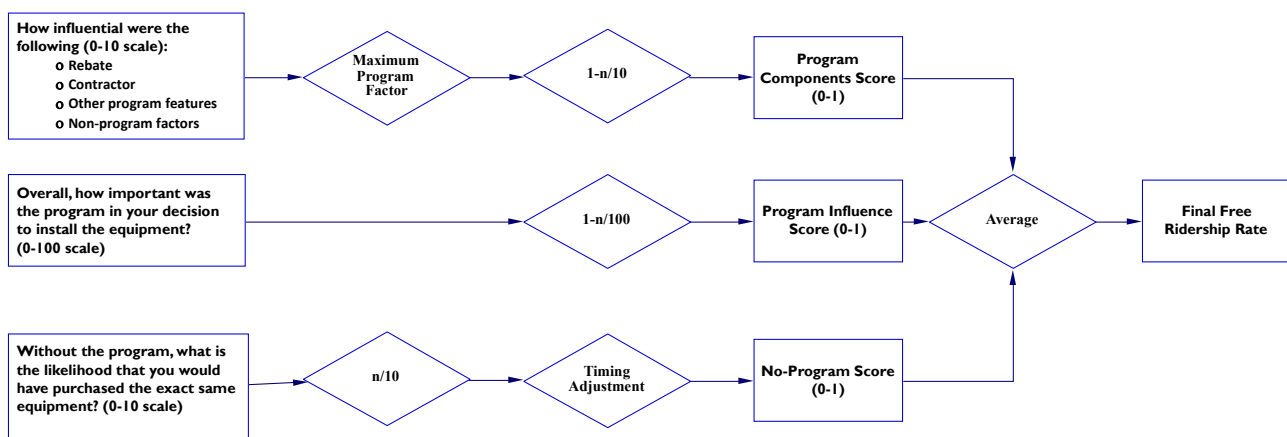 How influential were the
following (0-10 scale):
o Rebate
o Contractor
o Other program features
o Non-program factors
Maximum
Program
Factor
1-n/10
Program
Components Score
(0-1)
Overall, how important was
the program in your decision
to install the equipment?
(0-100 scale)
1-n/100
Program Influence
Score (0-1)
Average
Final Free
Ridership Rate
Without the program, what is
the likelihood that you would
have purchased the exact same
equipment? (0-10 scale)
n/10
Timing
Adjustment
No-Program Score
(0-1)